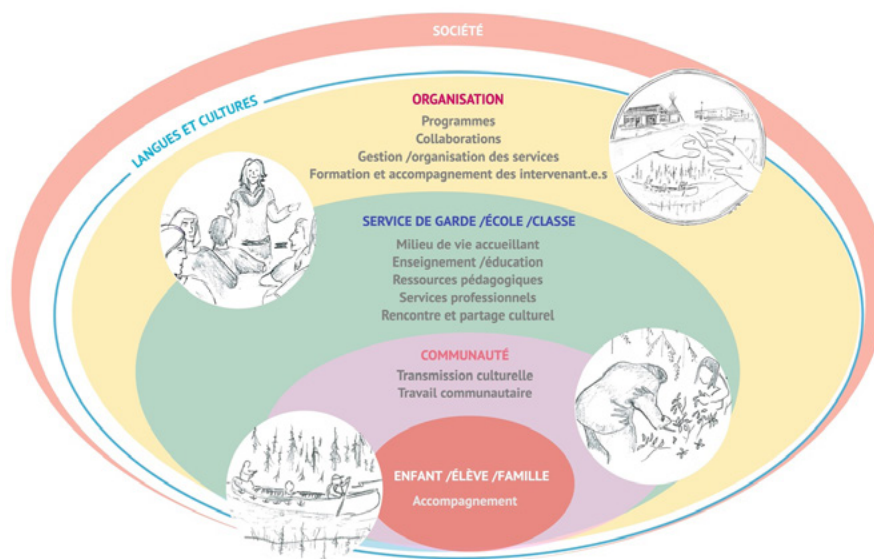 SOCIÉTÉ
LANGUES ET CULTURES
ORGANISATION
Programmes
Collaborations
Gestion /organisation des services
Formation et accompagnement des intervenant.e.s
SERVICE DE GARDE /ÉCOLE /CLASSE
Milieu de vie accueillant
Enseignement /éducation
Ressources pédagogiques
Services professionnels
Rencontre et partage culturel
COMMUNAUTÉ
Transmission culturelle
Travail communautaire
ENFANT /ÉLÈVE /FAMILLE
Accompagnement